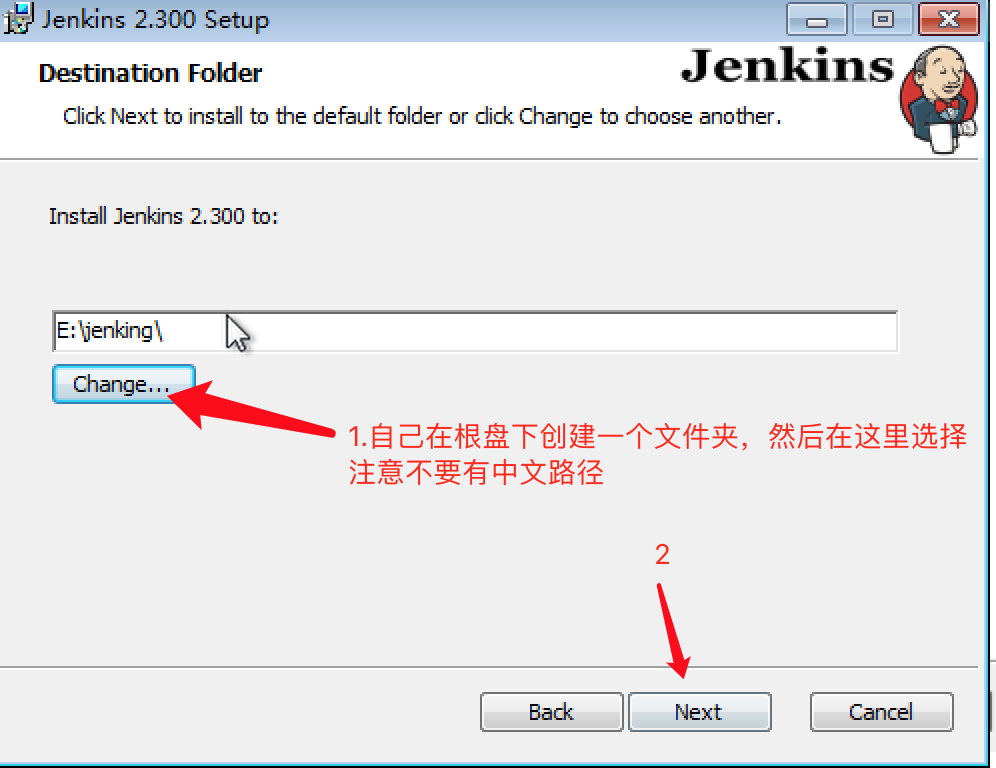 Jenkins 2.300 Setup
Destination Folder
Jenkins
Click Next to install to the default folder or click Change to choose another.
Install Jenkins 2.300 to:
E:\jenking\
Change...
1.自己在根盘下创建一个文件夹，然后在这里选择
注意不要有中文路径
2
Back
Next
Cancel